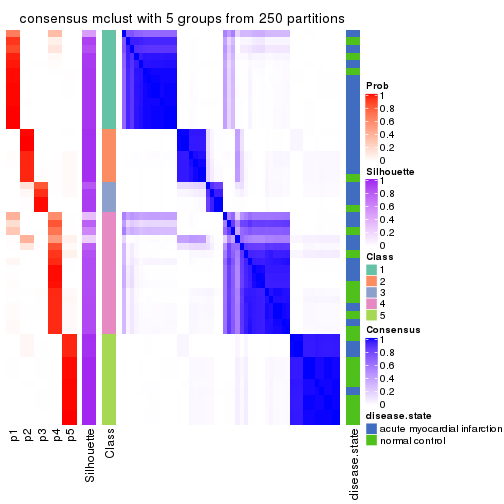 consensus mclust with 5 groups from 250 partitions
Prob
1
0.8
0.6
0.4
0.2
0
Silhouette
1
0.8
0.6
0.4
0.2
0
Class
1
2
3
4
5
Consensus
1
0.8
0.6
0.4
0.2
0
disease.state
acute myocardial infarction
normal control
p1
p2
p3
p4
p5
Silhouette
Class
disease.state